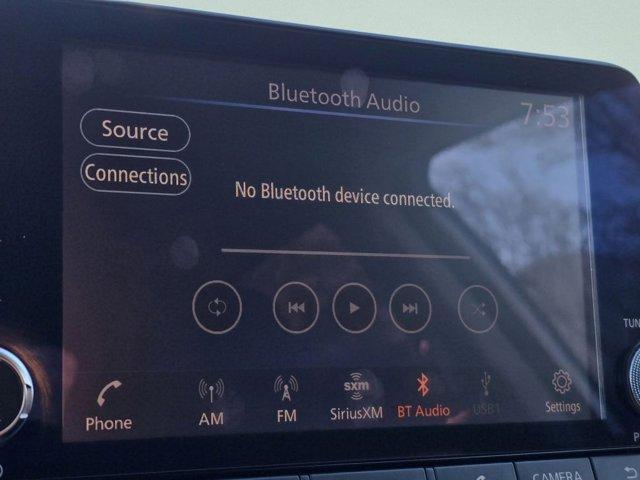 Bluetooth Audio
7:53
Source
Connections
No Bluetooth device connected.
Phone
AM
FM
sxm
SiriusXM
BT Audio
USB1
Settings
TUN
P
CAMERA